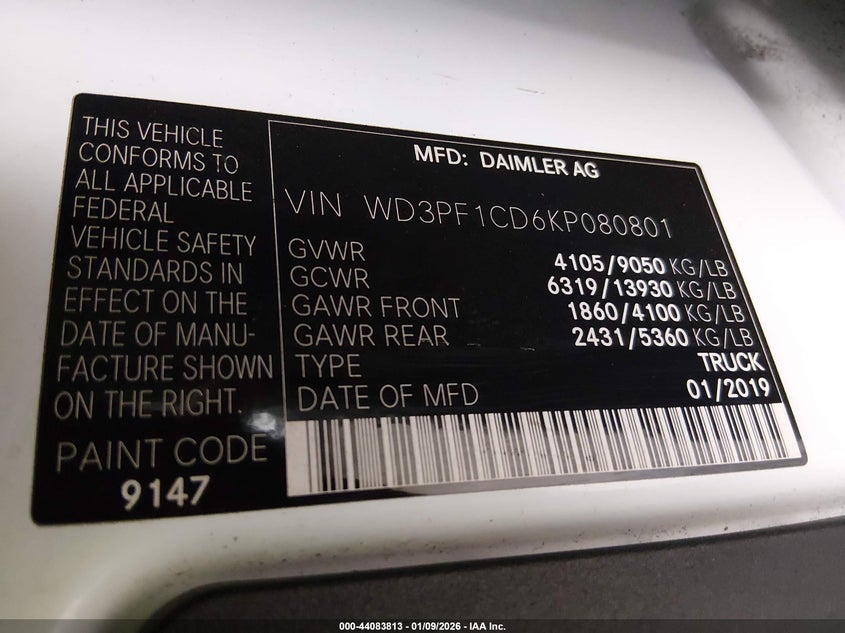 THIS VEHICLE
CONFORMS TO
ALL APPLICABLE
FEDERAL
VEHICLE SAFETY
STANDARDS IN
EFFECT ON THE
DATE OF MANU-
FACTURE SHOWN
ON THE RIGHT.
PAINT CODE
9147
MFD: DAIMLER AG
VIN WD3PF1CD6KP080801
GVWR 4105/9050 KG/LB
GCWR 6319/13930 KG/LB
GAWR FRONT 1860/4100 KG/LB
GAWR REAR 2431/5360 KG/LB
TYPE TRUCK
DATE OF MFD 01/2019
000-44083813 - 01/09/2026 - IAA Inc.